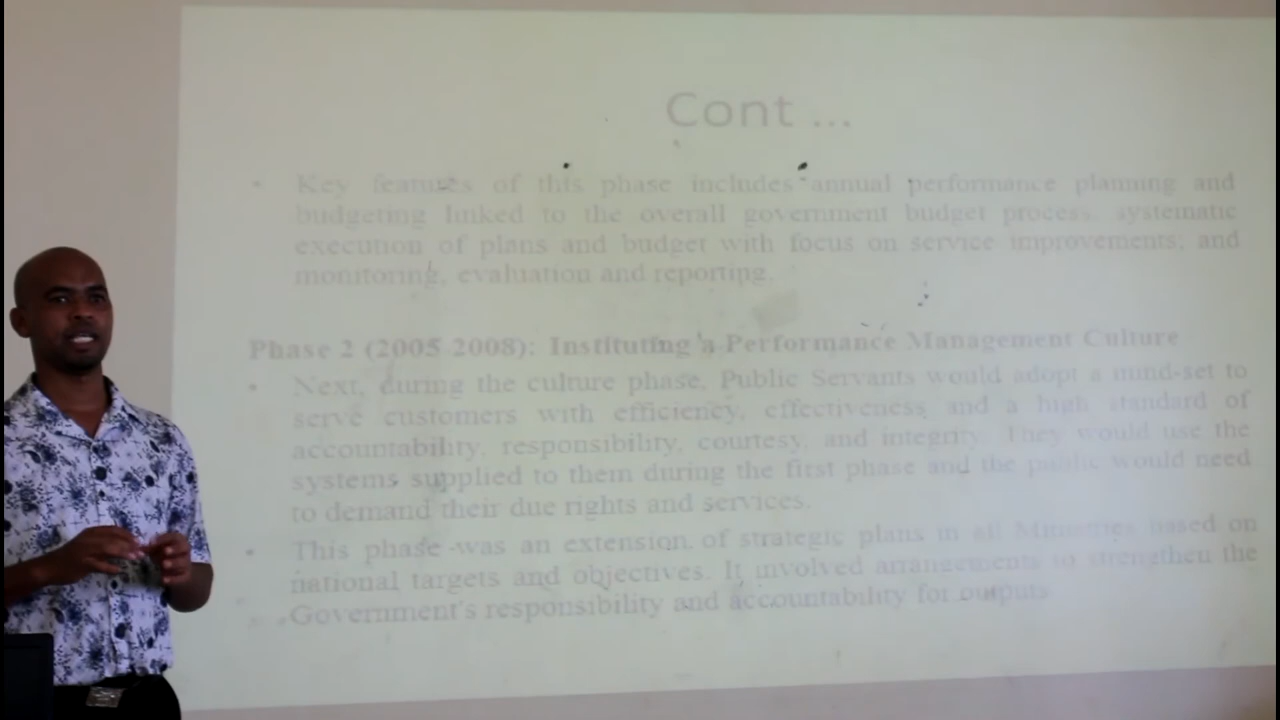 Cont ...
• Key features of this phase includes annual performance planning and
budgeting linked to the overall government budget process, systematic
execution of plans and budget with focus on service improvements; and
monitoring, evaluation and reporting.
Phase 2 (2005 2008): Instituting a Performance Management Culture
• Next, during the culture phase, Public Servants would adopt a mind-set to
serve customers with efficiency, effectiveness and a high standard of
accountability, responsibility, courtesy, and integrity. They would use the
systems supplied to them during the first phase and the public would need
to demand their due rights and services.
• This phase was an extension of strategic plans in all Ministries based on
national targets and objectives. It involved arrangements to strengthen the
Government's responsibility and accountability for outputs